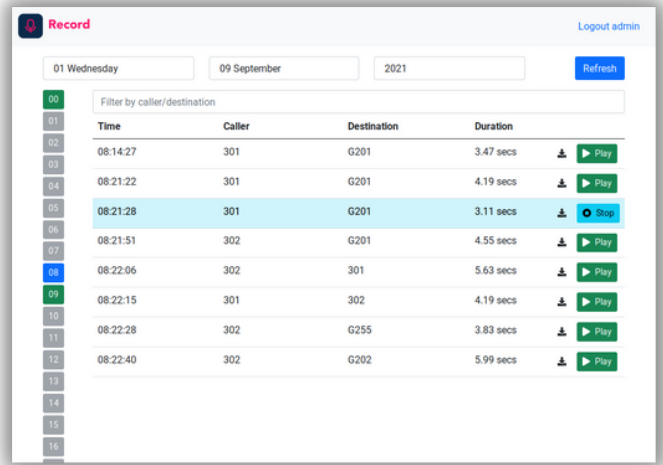 Record
Logout admin
01 Wednesday 09 September 2021 Refresh
00
01
02
03
04
05
06
07
08
09
10
11
12
13
14
15
16
Filter by caller/destination
Time Caller Destination Duration
08:14:27 301 G201 3.47 secs Play
08:21:22 301 G201 4.19 secs Play
08:21:28 301 G201 3.11 secs Stop
08:21:51 302 G201 4.55 secs Play
08:22:06 302 301 5.63 secs Play
08:22:15 301 302 4.19 secs Play
08:22:28 302 G255 3.83 secs Play
08:22:40 302 G202 5.99 secs Play